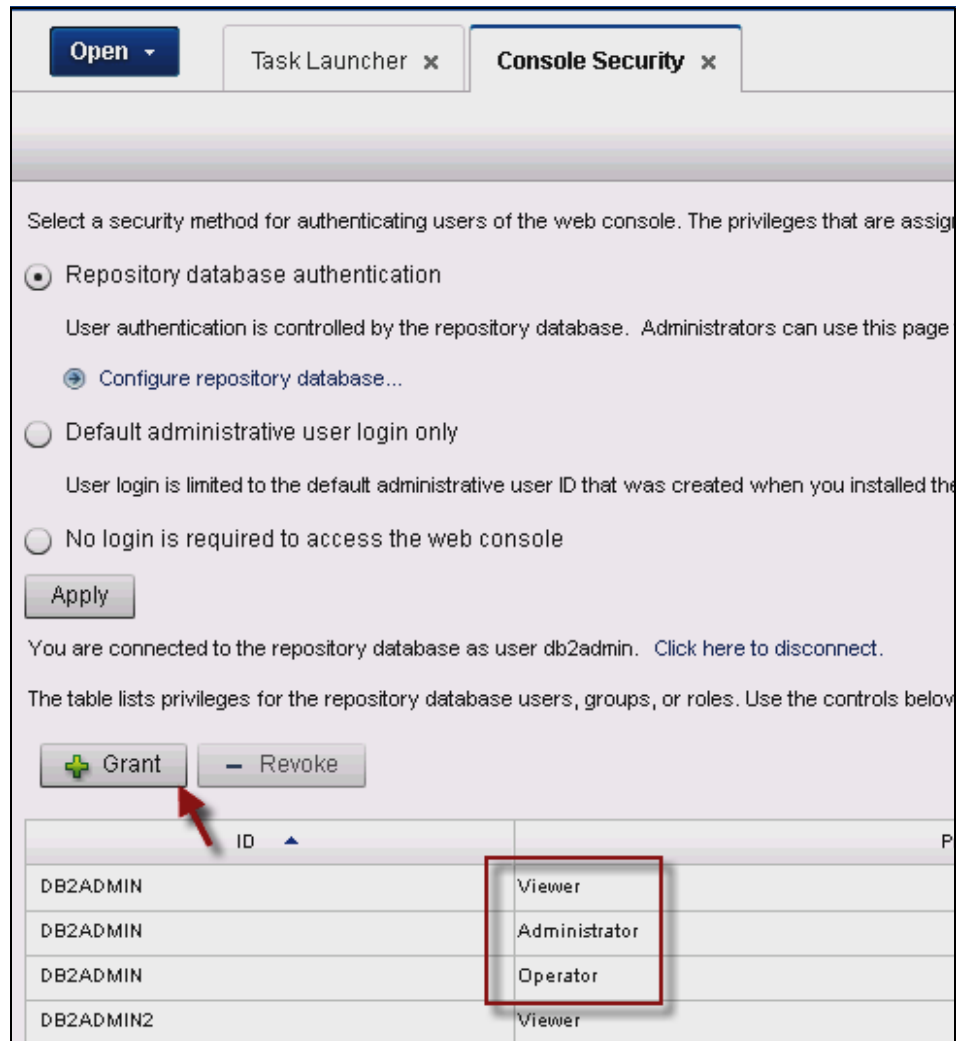 Open
Task Launcher
Console Security
Select a security method for authenticating users of the web console. The privileges that are assig
Repository database authentication
User authentication is controlled by the repository database. Administrators can use this page
Configure repository database...
Default administrative user login only
User login is limited to the default administrative user ID that was created when you installed the
No login is required to access the web console
Apply
You are connected to the repository database as user db2admin. Click here to disconnect.
The table lists privileges for the repository database users, groups, or roles. Use the controls belov
Grant Revoke
ID P
DB2ADMIN Viewer
DB2ADMIN Administrator
DB2ADMIN Operator
DB2ADMIN2 Viewer